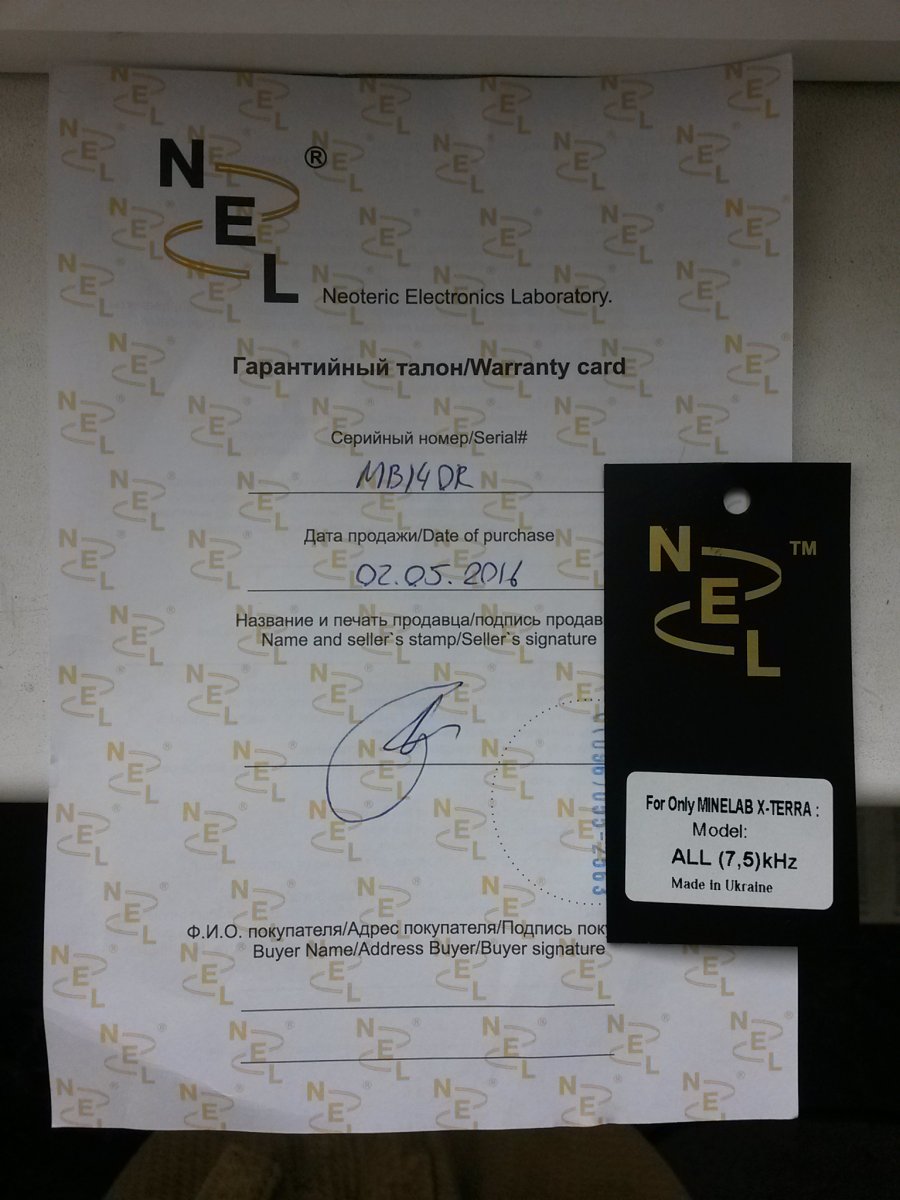 NEL®
Neoteric Electronics Laboratory.
Гарантийный талон/Warranty card
Серийный номер/Serial#
MB14DR
Дата продажи/Date of purchase
02.05.2016
Название и печать продавца/подпись продав
Name and seller`s stamp/Seller`s signature
Ф.И.О. покупателя/Адрес покупателя/Подпись поку
Buyer Name/Address Buyer/Buyer signature
NEL™
For Only MINELAB X-TERRA :
Model:
ALL (7,5)kHz
Made in Ukraine